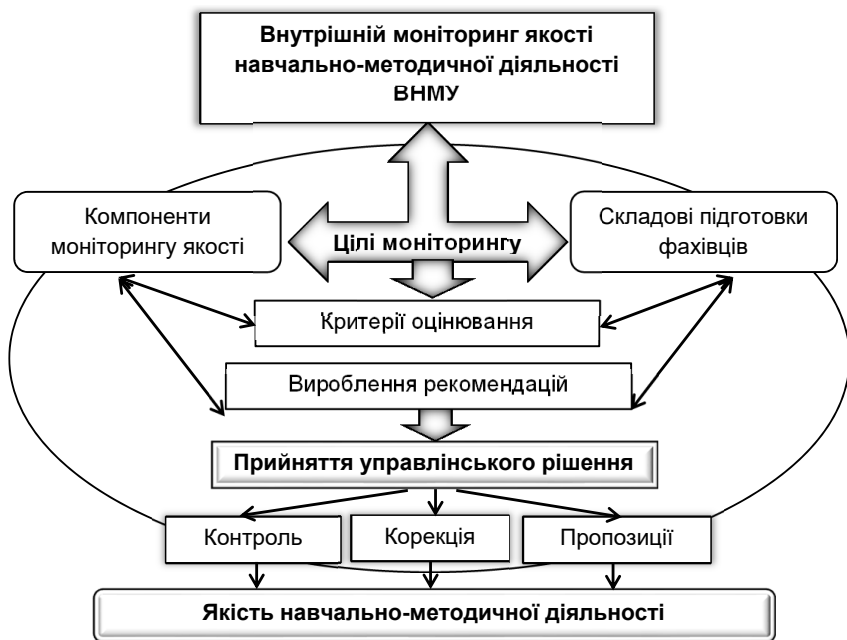 Внутрішній моніторинг якості
навчально-методичної діяльності
ВНМУ
Компоненти
моніторингу якості
Цілі моніторингу
Складові підготовки
фахівців
Критерії оцінювання
Вироблення рекомендацій
Прийняття управлінського рішення
Контроль
Корекція
Пропозиції
Якість навчально-методичної діяльності